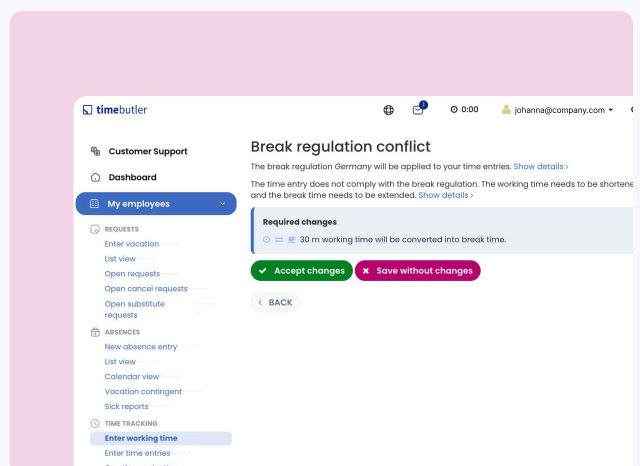 timebutler
!
0:00
johanna@company.com
Customer Support
Dashboard
My employees
REQUESTS
Enter vacation
List view
Open requests
Open cancel requests
Open substitute
requests
ABSENCES
New absence entry
List view
Calendar view
Vacation contingent
Sick reports
TIME TRACKING
Enter working time
Enter time entries
Break regulation conflict
The break regulation Germany will be applied to your time entries. Show details ›
The time entry does not comply with the break regulation. The working time needs to be shortene
and the break time needs to be extended. Show details ›
Required changes
30 m working time will be converted into break time.
Accept changes
Save without changes
BACK